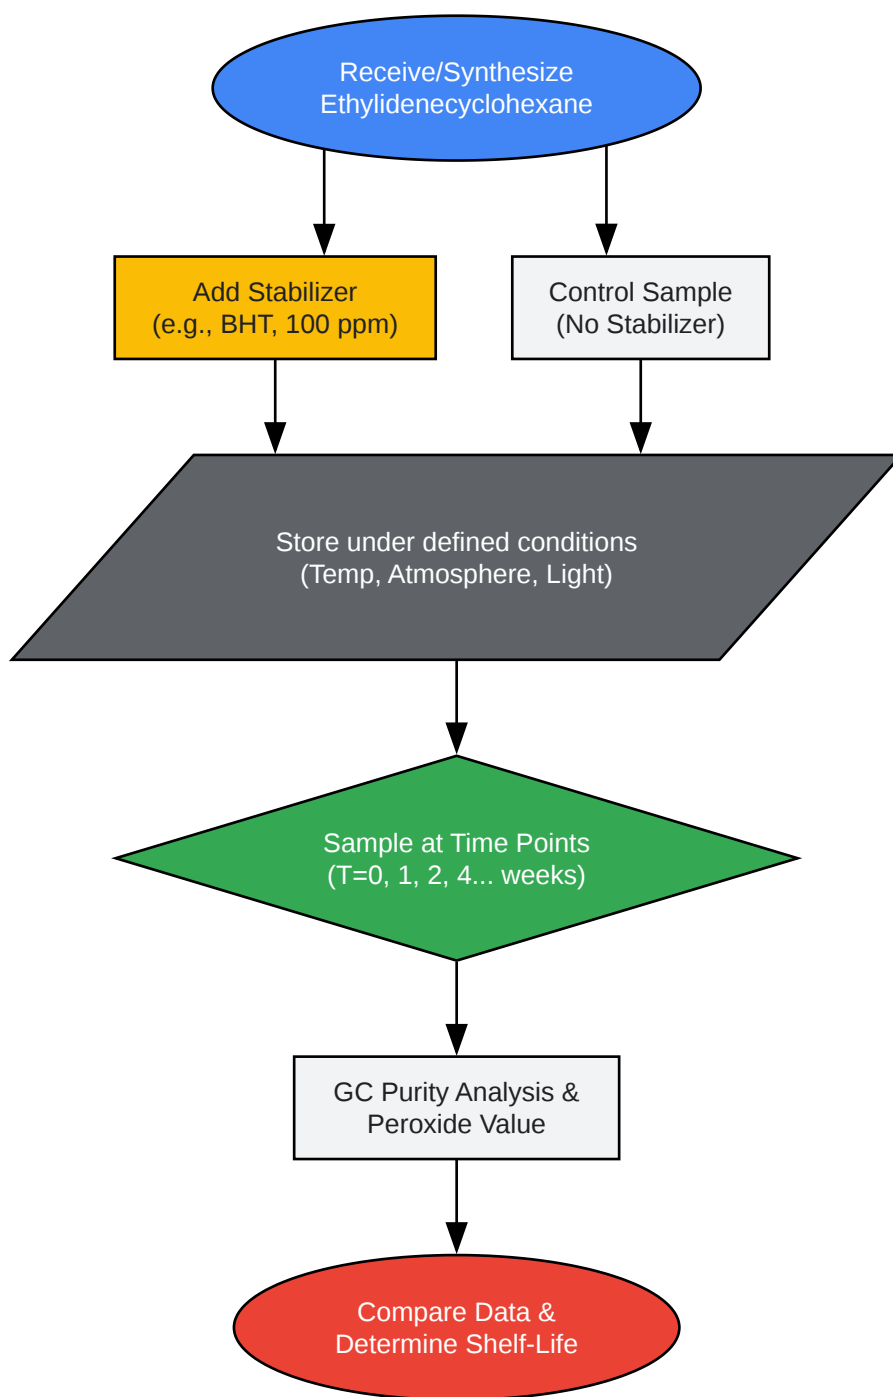 Receive/Synthesize
Ethylidenecyclohexane
Add Stabilizer
(e.g., BHT, 100 ppm)
Control Sample
(No Stabilizer)
Store under defined conditions
(Temp, Atmosphere, Light)
Sample at Time Points
(T=0, 1, 2, 4... weeks)
GC Purity Analysis &
Peroxide Value
Compare Data &
Determine Shelf-Life